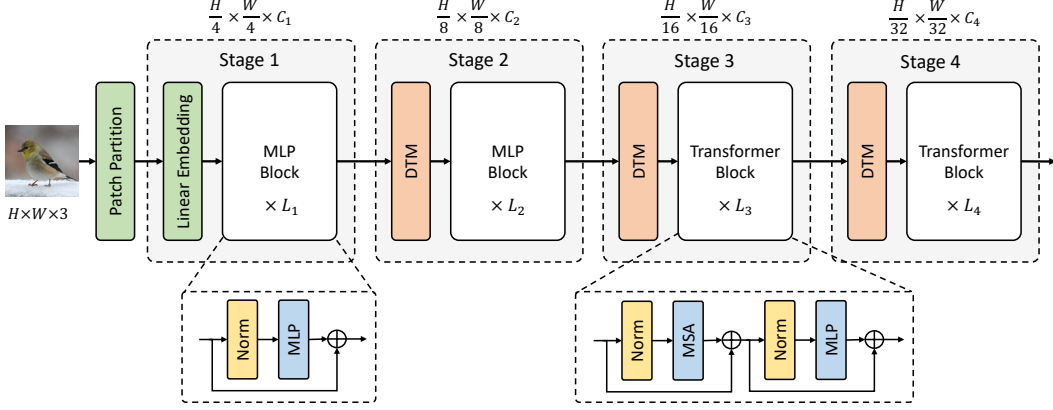 H/4 × W/4 × C₁
H/8 × W/8 × C₂
H/16 × W/16 × C₃
H/32 × W/32 × C₄
Stage 1
Stage 2
Stage 3
Stage 4
H×W×3
Patch Partition
Linear Embedding
MLP
Block
× L₁
DTM
MLP
Block
× L₂
DTM
Transformer
Block
× L₃
DTM
Transformer
Block
× L₄
Norm
MLP
Norm
MSA
Norm
MLP